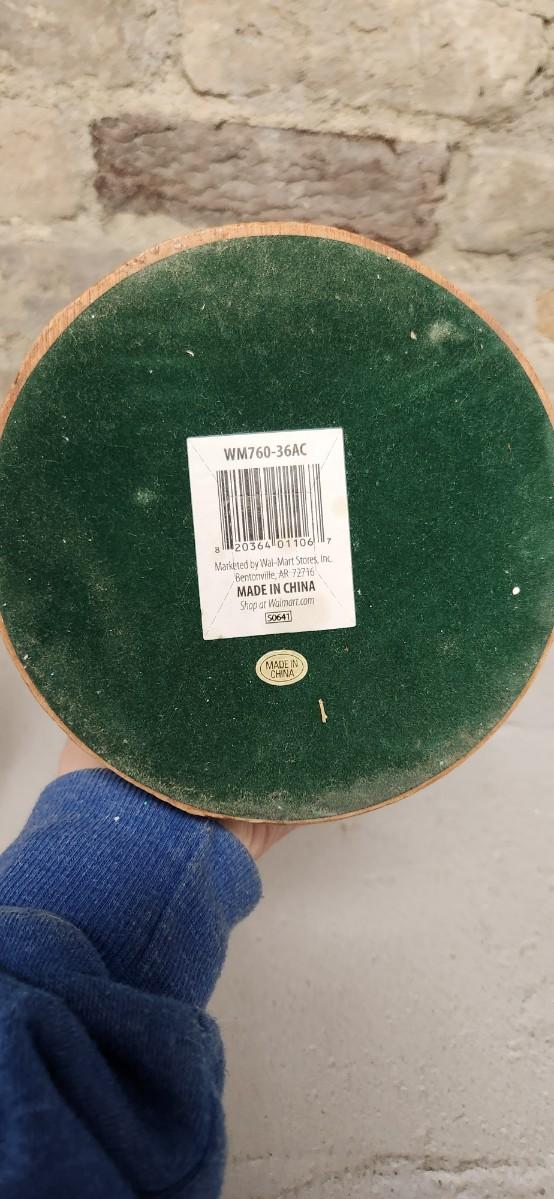 WM760-36AC
8 20364 01106 7
Marketed by Wal-Mart Stores, Inc.
Bentonville, AR 72716
MADE IN CHINA
Shop at Walmart.com
S0641
MADE IN
CHINA